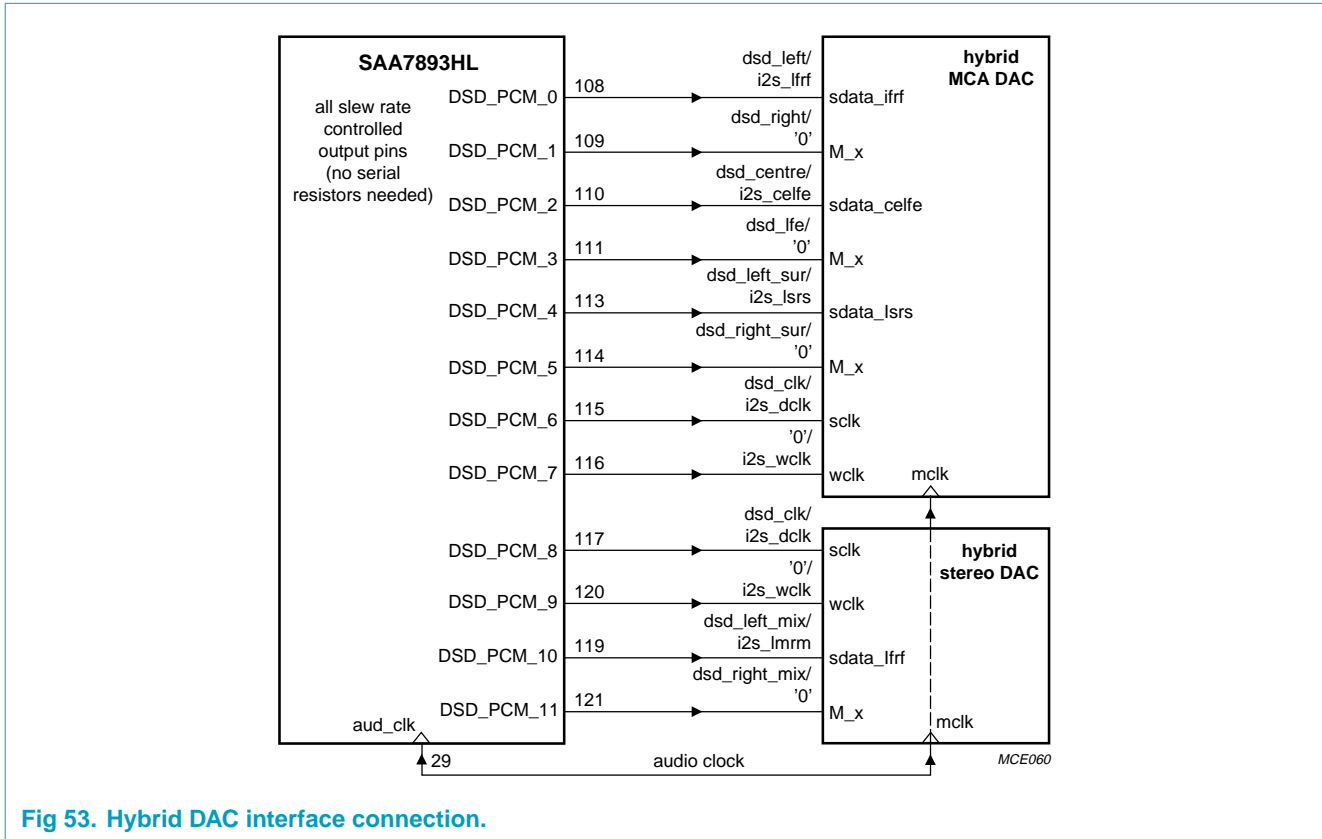 SAA7893HL
all slew rate
controlled
output pins
(no serial
resistors needed)
DSD_PCM_0
108
dsd_left/
i2s_lfrf
sdata_ifrf
hybrid
MCA DAC
DSD_PCM_1
109
dsd_right/
'0'
M_x
DSD_PCM_2
110
dsd_centre/
i2s_celfe
sdata_celfe
DSD_PCM_3
111
dsd_lfe/
'0'
M_x
DSD_PCM_4
113
dsd_left_sur/
i2s_lsrs
sdata_lsrs
DSD_PCM_5
114
dsd_right_sur/
'0'
M_x
DSD_PCM_6
115
dsd_clk/
i2s_dclk
sclk
DSD_PCM_7
116
'0'/
i2s_wclk
wclk
mclk
DSD_PCM_8
117
dsd_clk/
i2s_dclk
sclk
hybrid
stereo DAC
DSD_PCM_9
120
'0'/
i2s_wclk
wclk
DSD_PCM_10
119
dsd_left_mix/
i2s_lmrm
sdata_lfrf
DSD_PCM_11
121
dsd_right_mix/
'0'
M_x
aud_clk
mclk
29
audio clock
MCE060
Fig 53. Hybrid DAC interface connection.